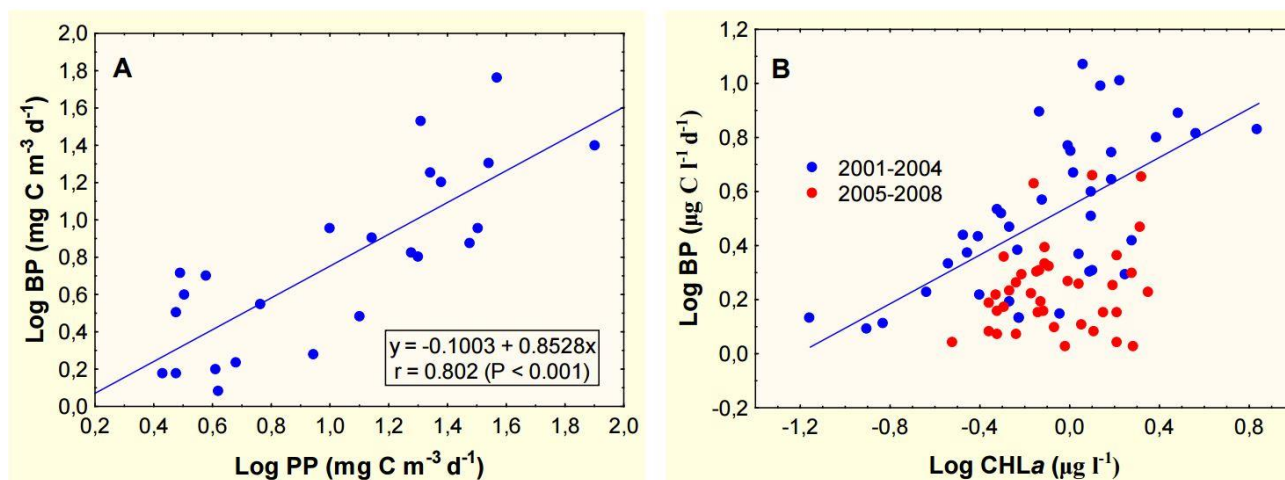 A
Log BP (mg C m⁻³ d⁻¹)
2,0
1,8
1,6
1,4
1,2
1,0
0,8
0,6
0,4
0,2
0,0
y = -0.1003 + 0.8528x
r = 0.802 (P < 0.001)
0,2 0,4 0,6 0,8 1,0 1,2 1,4 1,6 1,8 2,0
Log PP (mg C m⁻³ d⁻¹)
B
Log BP (µg C l⁻¹ d⁻¹)
1,2
1,0
0,8
0,6
0,4
0,2
0,0
-0,2
2001-2004
2005-2008
-1,2 -0,8 -0,4 0,0 0,4 0,8
Log CHLa (µg l⁻¹)